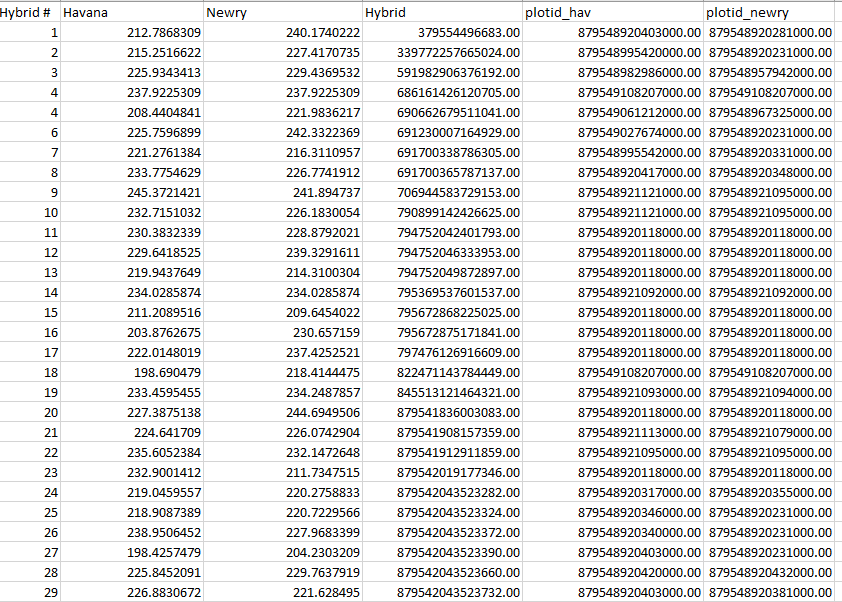 Hybrid # Havana Newry Hybrid plotid_hav plotid_newry
1 212.7868309 240.1740222 379554496683.00 879548920403000.00 879548920281000.00
2 215.2516622 227.4170735 339772257665024.00 879548995420000.00 879548920231000.00
3 225.9343413 229.4369532 591982906376192.00 879548982986000.00 879548957942000.00
4 237.9225309 237.9225309 686161426120705.00 879549108207000.00 879549108207000.00
4 208.4404841 221.9836217 690662679511041.00 879549061212000.00 879548967325000.00
6 225.7596899 242.3322369 691230007164929.00 879549027674000.00 879548920231000.00
7 221.2761384 216.3110957 691700338786305.00 879548995542000.00 879548920331000.00
8 233.7754629 226.7741912 691700365787137.00 879548920417000.00 879548920348000.00
9 245.3721421 241.894737 706944583729153.00 879548921121000.00 879548921095000.00
10 232.7151032 226.1830054 790899142426625.00 879548921121000.00 879548921095000.00
11 230.3832339 228.8792021 794752042401793.00 879548920118000.00 879548920118000.00
12 229.6418525 239.3291611 794752046333953.00 879548920118000.00 879548920118000.00
13 219.9437649 214.3100304 794752049872897.00 879548920118000.00 879548920118000.00
14 234.0285874 234.0285874 795369537601537.00 879548921092000.00 879548921092000.00
15 211.2089516 209.6454022 795672868225025.00 879548920118000.00 879548920118000.00
16 203.8762675 230.657159 795672875171841.00 879548920118000.00 879548920118000.00
17 222.0148019 237.4252521 797476126916609.00 879548920118000.00 879548920118000.00
18 198.690479 218.4144475 822471143784449.00 879549108207000.00 879549108207000.00
19 233.4595455 234.2487857 845513121464321.00 879548921093000.00 879548921094000.00
20 227.3875138 244.6949506 879541836003083.00 879548920118000.00 879548920118000.00
21 224.641709 226.0742904 879541908157359.00 879548921113000.00 879548921079000.00
22 235.6052384 232.1472648 879541912911859.00 879548921095000.00 879548921095000.00
23 232.9001412 211.7347515 879542019177346.00 879548920118000.00 879548920118000.00
24 219.0459557 220.2758833 879542043523282.00 879548920317000.00 879548920355000.00
25 218.9087389 220.7229566 879542043523324.00 879548920346000.00 879548920231000.00
26 238.9506452 227.9683399 879542043523372.00 879548920340000.00 879548920231000.00
27 198.4257479 204.2303209 879542043523390.00 879548920403000.00 879548920231000.00
28 225.8452091 229.7637919 879542043523660.00 879548920420000.00 879548920432000.00
29 226.8830672 221.628495 879542043523732.00 879548920403000.00 879548920381000.00